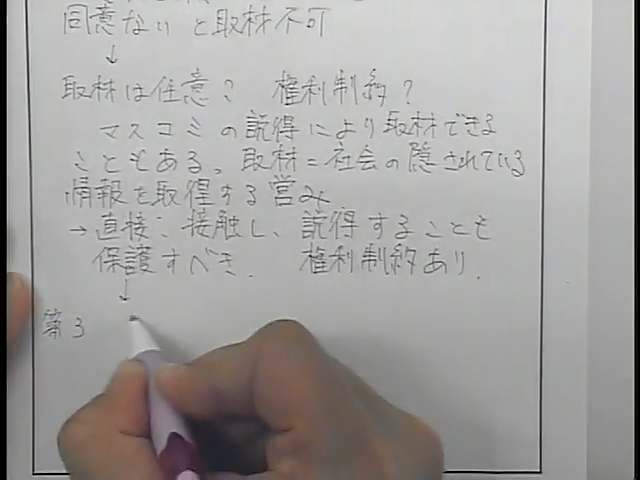 同意ないと取材不可
↓
取材は任意? 権利制約?
マスコミの説得により取材できる
こともある。取材=社会の隠されている
情報を取得する営み
→直接に接触し、説得することも
保護すべき. 権利制約あり.
↓
第3